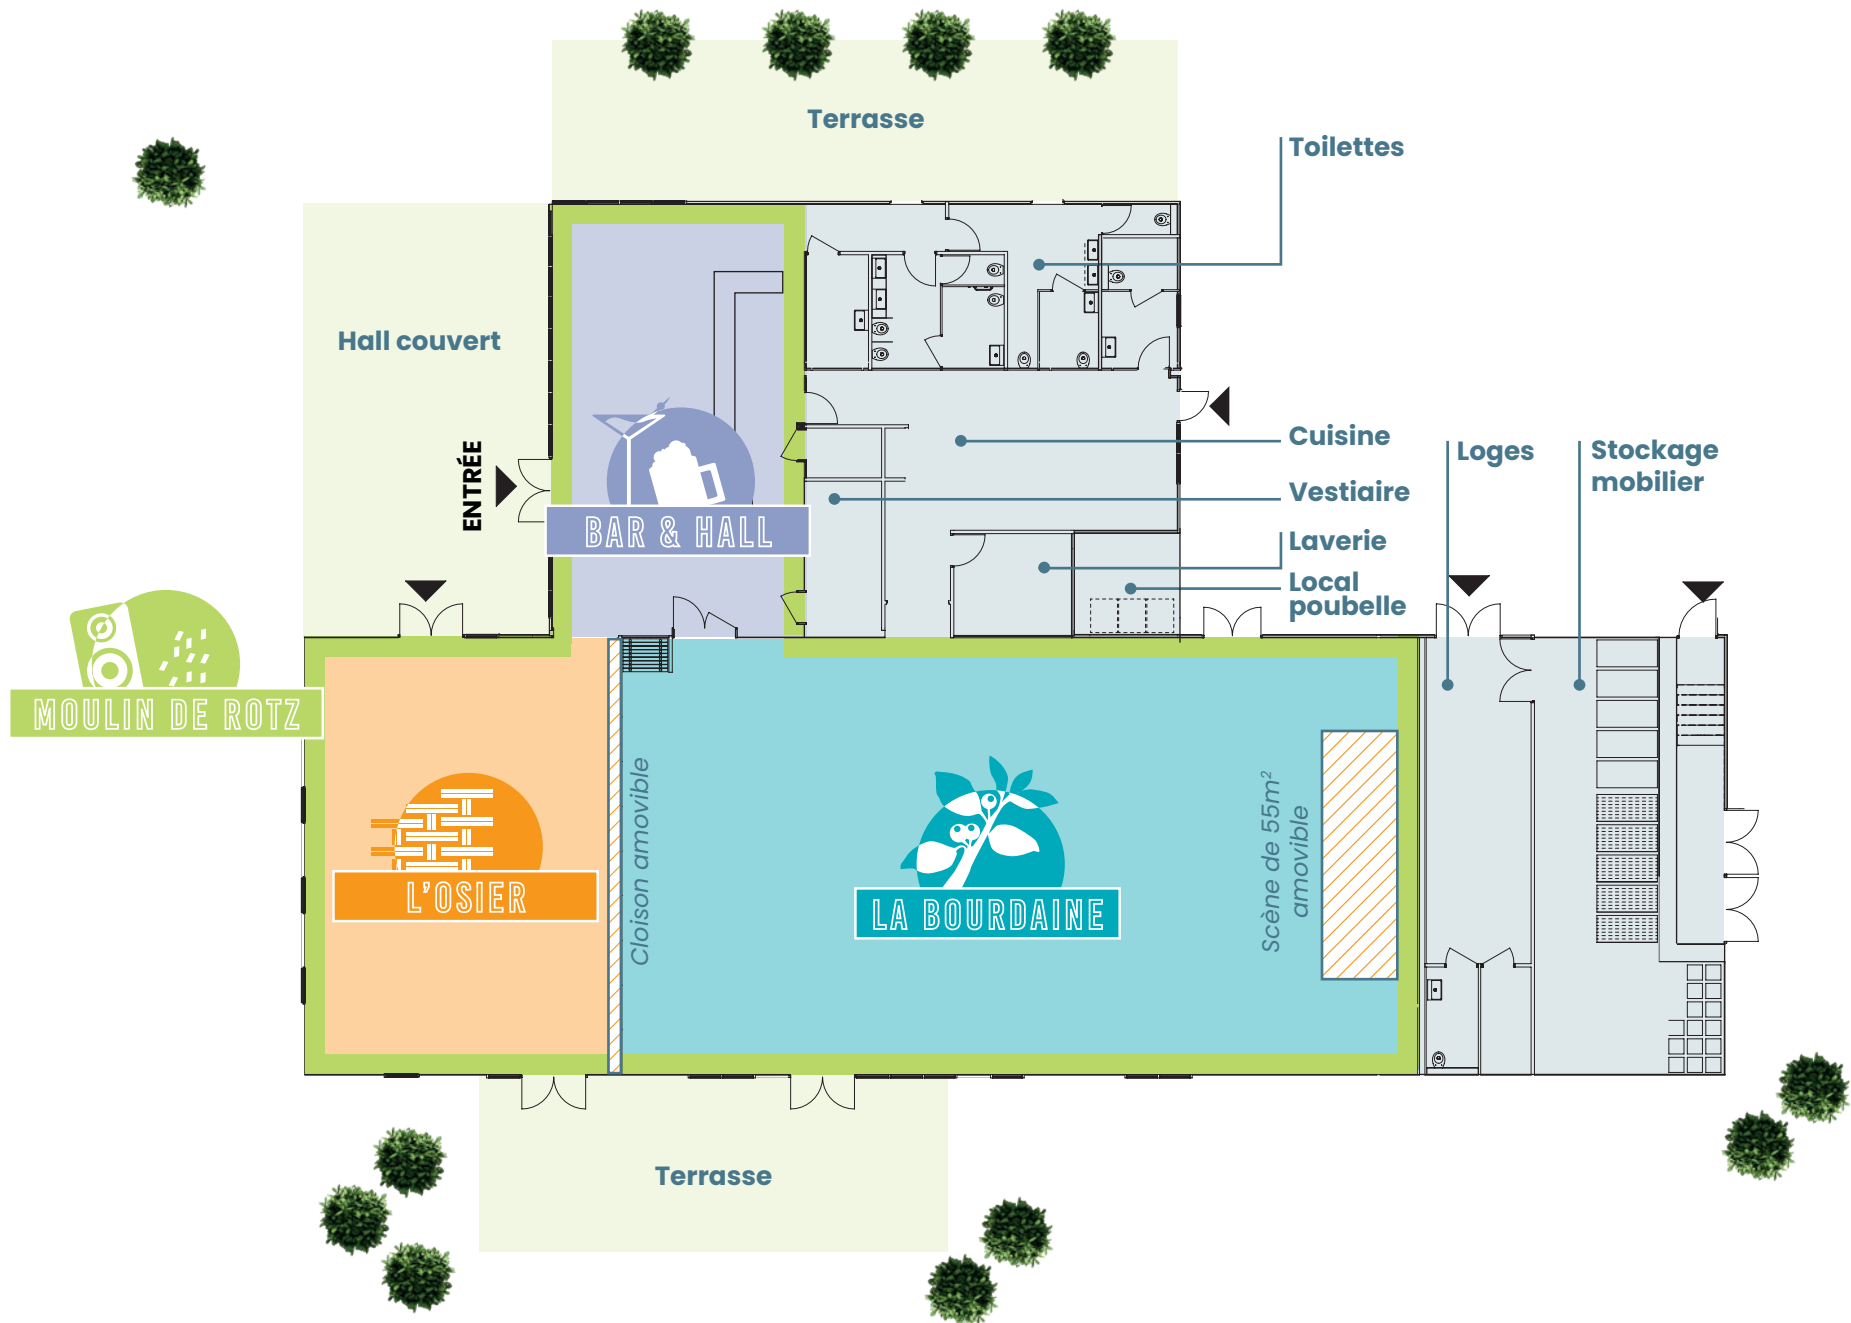 Terrasse
Toilettes
Hall couvert
ENTRÉE
BAR & HALL
Cuisine
Vestiaire
Laverie
Local
poubelle
Loges
Stockage
mobilier
MOULIN DE ROTZ
L'OSIER
Cloison amovible
LA BOURDAINE
Scène de 55m²
amovible
Terrasse